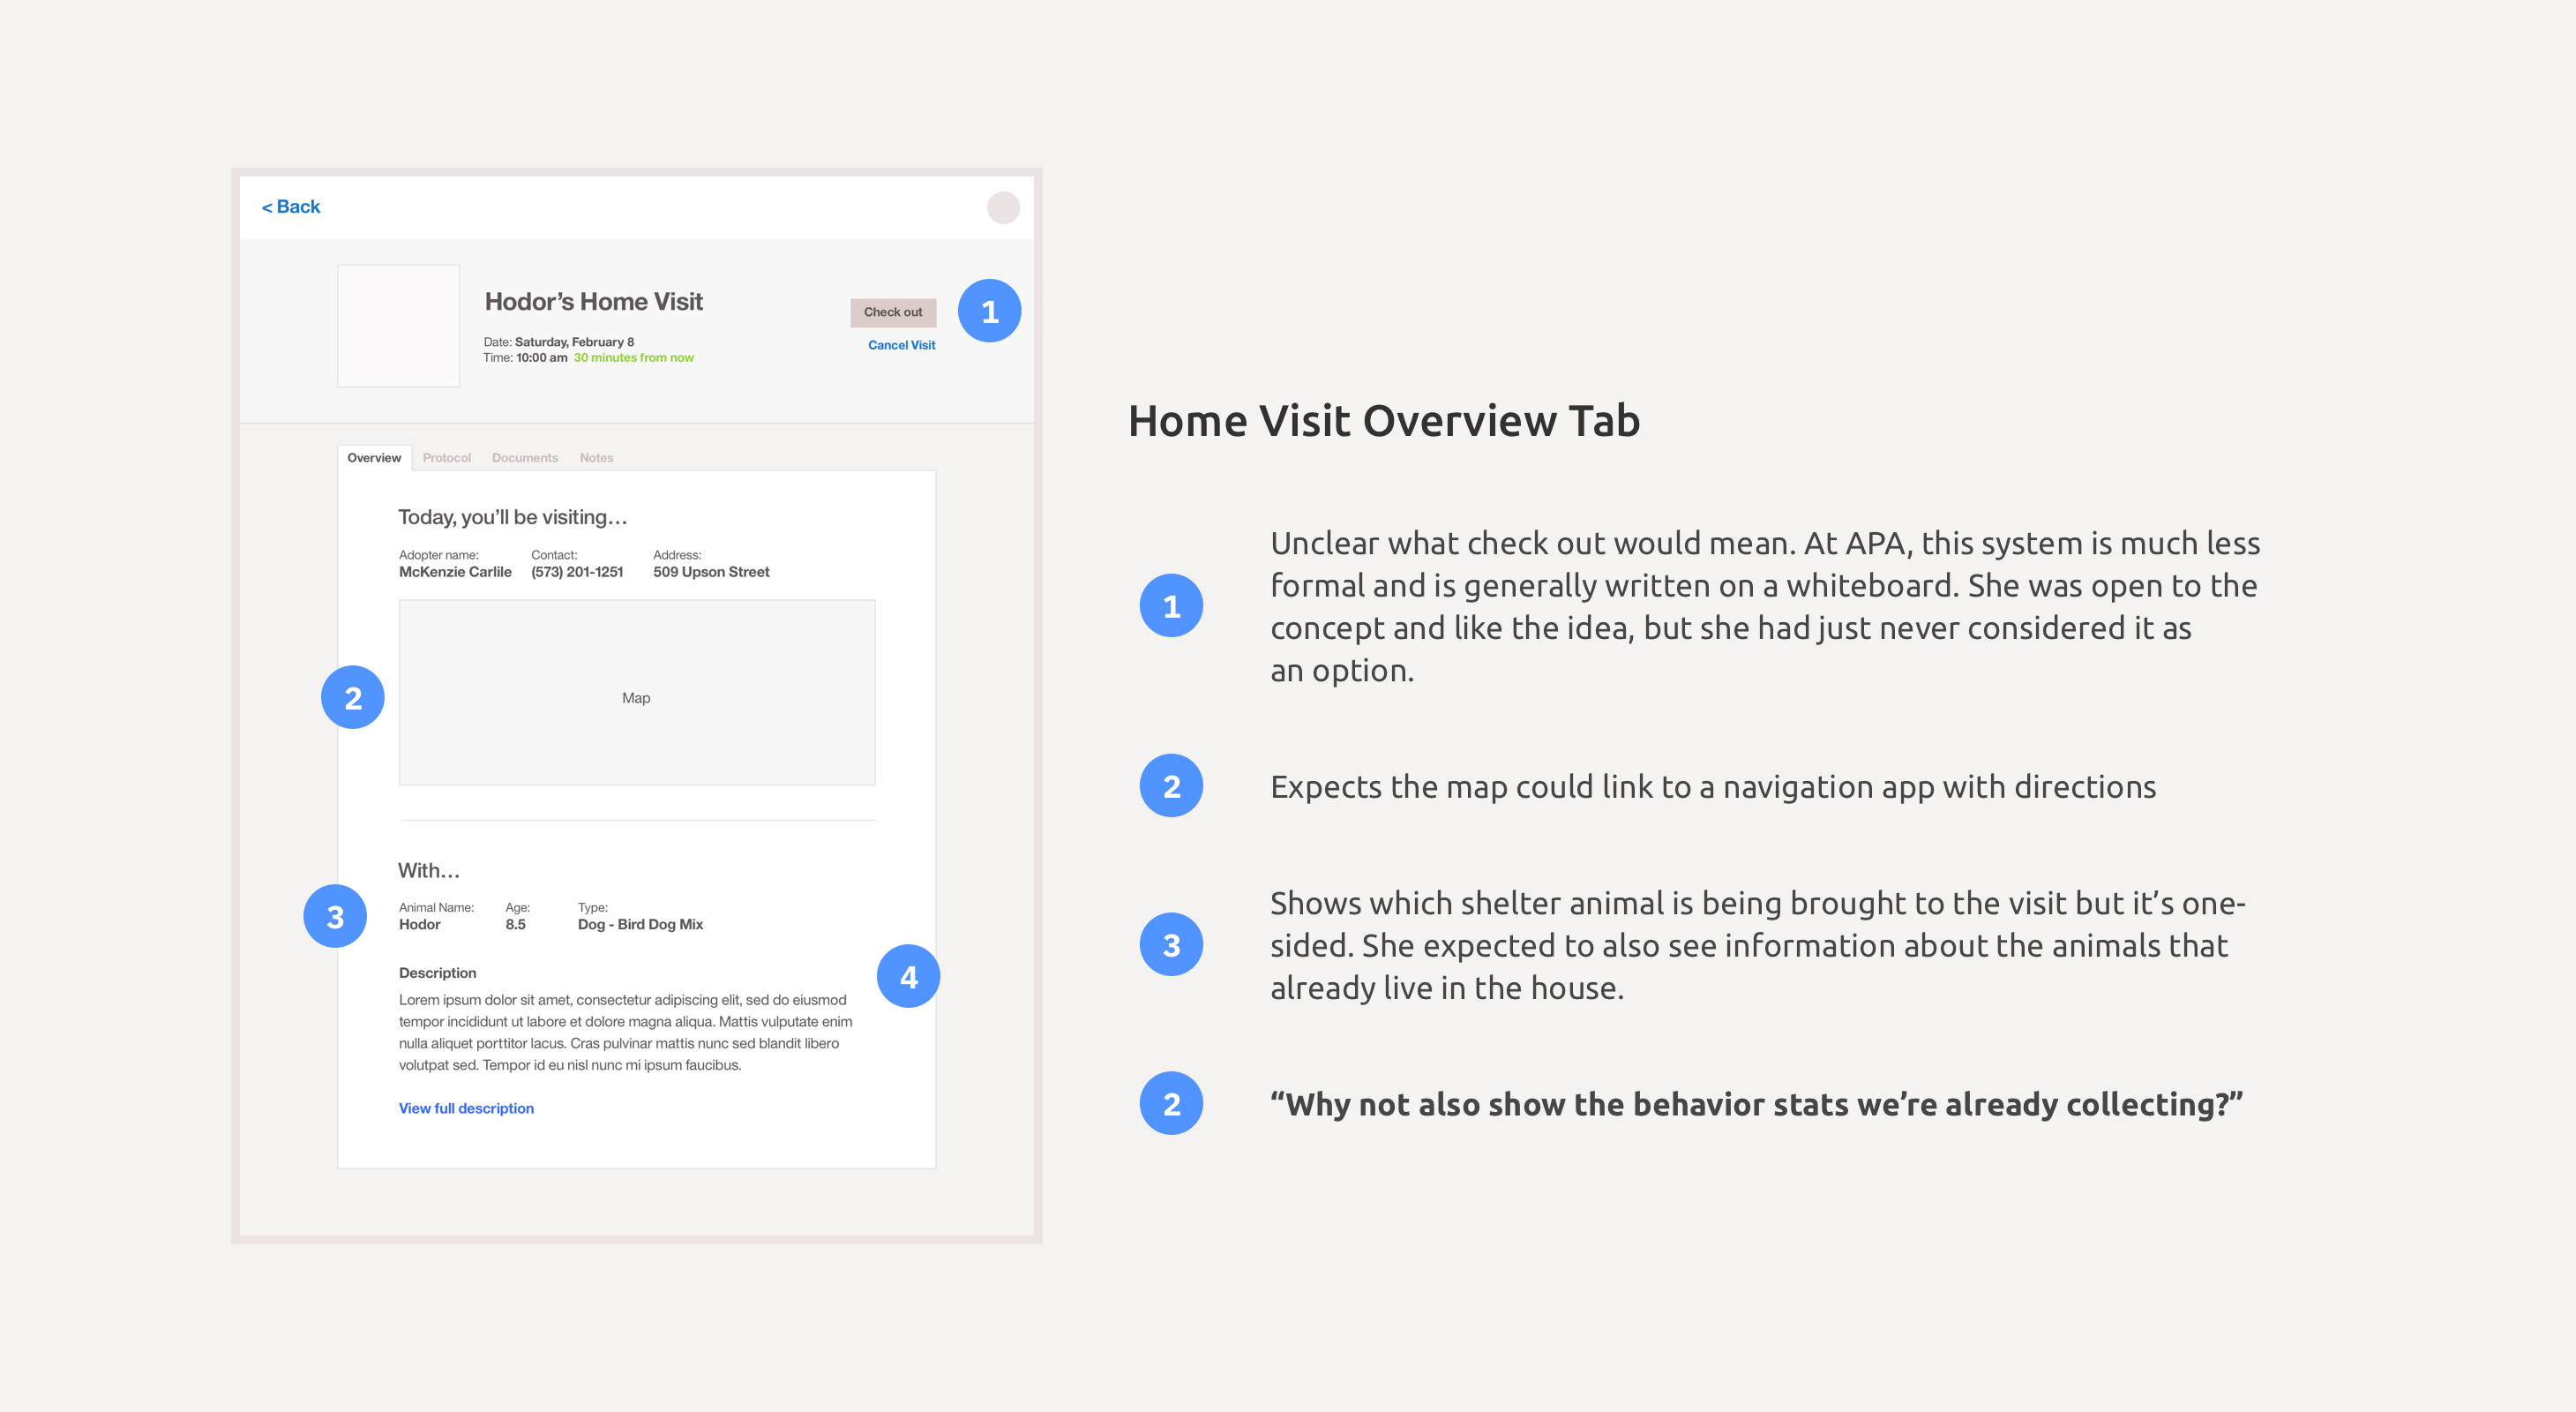 < Back
Hodor’s Home Visit
Date: Saturday, February 8
Time: 10:00 am 30 minutes from now
Check out
Cancel Visit
1
Overview Protocol Documents Notes
Today, you’ll be visiting…
Adopter name: Contact: Address:
McKenzie Carlile (573) 201-1251 509 Upson Street
2
Map
With…
3
Animal Name: Age: Type:
Hodor 8.5 Dog - Bird Dog Mix
4
Description
Lorem ipsum dolor sit amet, consectetur adipiscing elit, sed do eiusmod
tempor incididunt ut labore et dolore magna aliqua. Mattis vulputate enim
nulla aliquet porttitor lacus. Cras pulvinar mattis nunc sed blandit libero
volutpat sed. Tempor id eu nisl nunc mi ipsum faucibus.
View full description
Home Visit Overview Tab
1
Unclear what check out would mean. At APA, this system is much less
formal and is generally written on a whiteboard. She was open to the
concept and like the idea, but she had just never considered it as
an option.
2
Expects the map could link to a navigation app with directions
3
Shows which shelter animal is being brought to the visit but it’s one-
sided. She expected to also see information about the animals that
already live in the house.
2
“Why not also show the behavior stats we’re already collecting?”